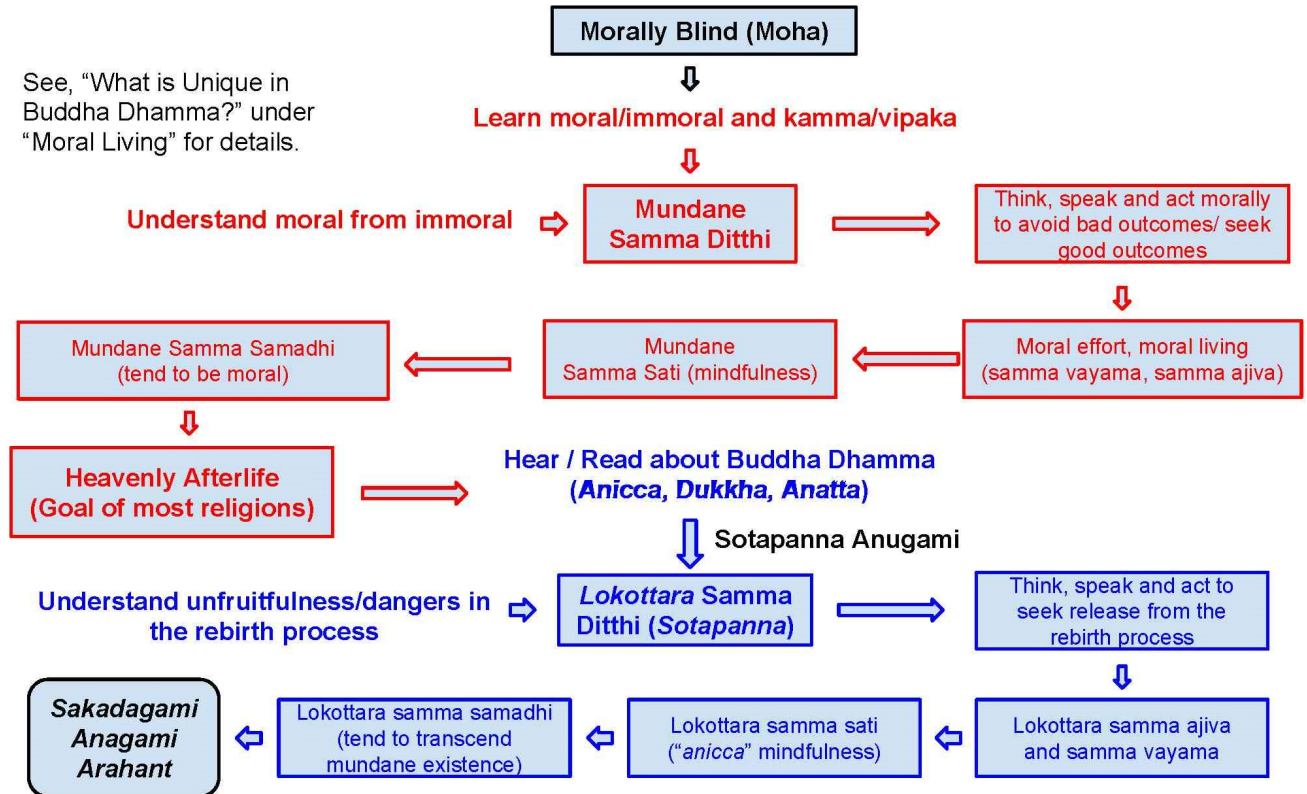 Morally Blind (Moha)
See, “What is Unique in
Buddha Dhamma?” under
“Moral Living” for details.
Learn moral/immoral and kamma/vipaka
Understand moral from immoral
Mundane
Samma Ditthi
Think, speak and act morally
to avoid bad outcomes/ seek
good outcomes
Moral effort, moral living
(samma vayama, samma ajiva)
Mundane
Samma Sati (mindfulness)
Mundane Samma Samadhi
(tend to be moral)
Heavenly Afterlife
(Goal of most religions)
Hear / Read about Buddha Dhamma
(Anicca, Dukkha, Anatta)
Sotapanna Anugami
Understand unfruitfulness/dangers in
the rebirth process
Lokottara Samma
Ditthi (Sotapanna)
Think, speak and act to
seek release from the
rebirth process
Lokottara samma ajiva
and samma vayama
Lokottara samma sati
(“anicca” mindfulness)
Lokottara samma samadhi
(tend to transcend
mundane existence)
Sakadagami
Anagami
Arahant